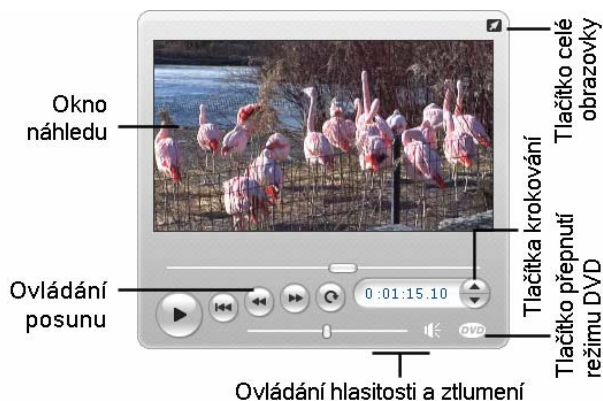 Okno
náhledu
Tlačítko celé
obrazovky
Ovládání
posunu
0:01:15.10
Tlačítka krokování
DVD
Tlačítko přepnutí
režimu DVD
Ovládání hlasitosti a ztlumení